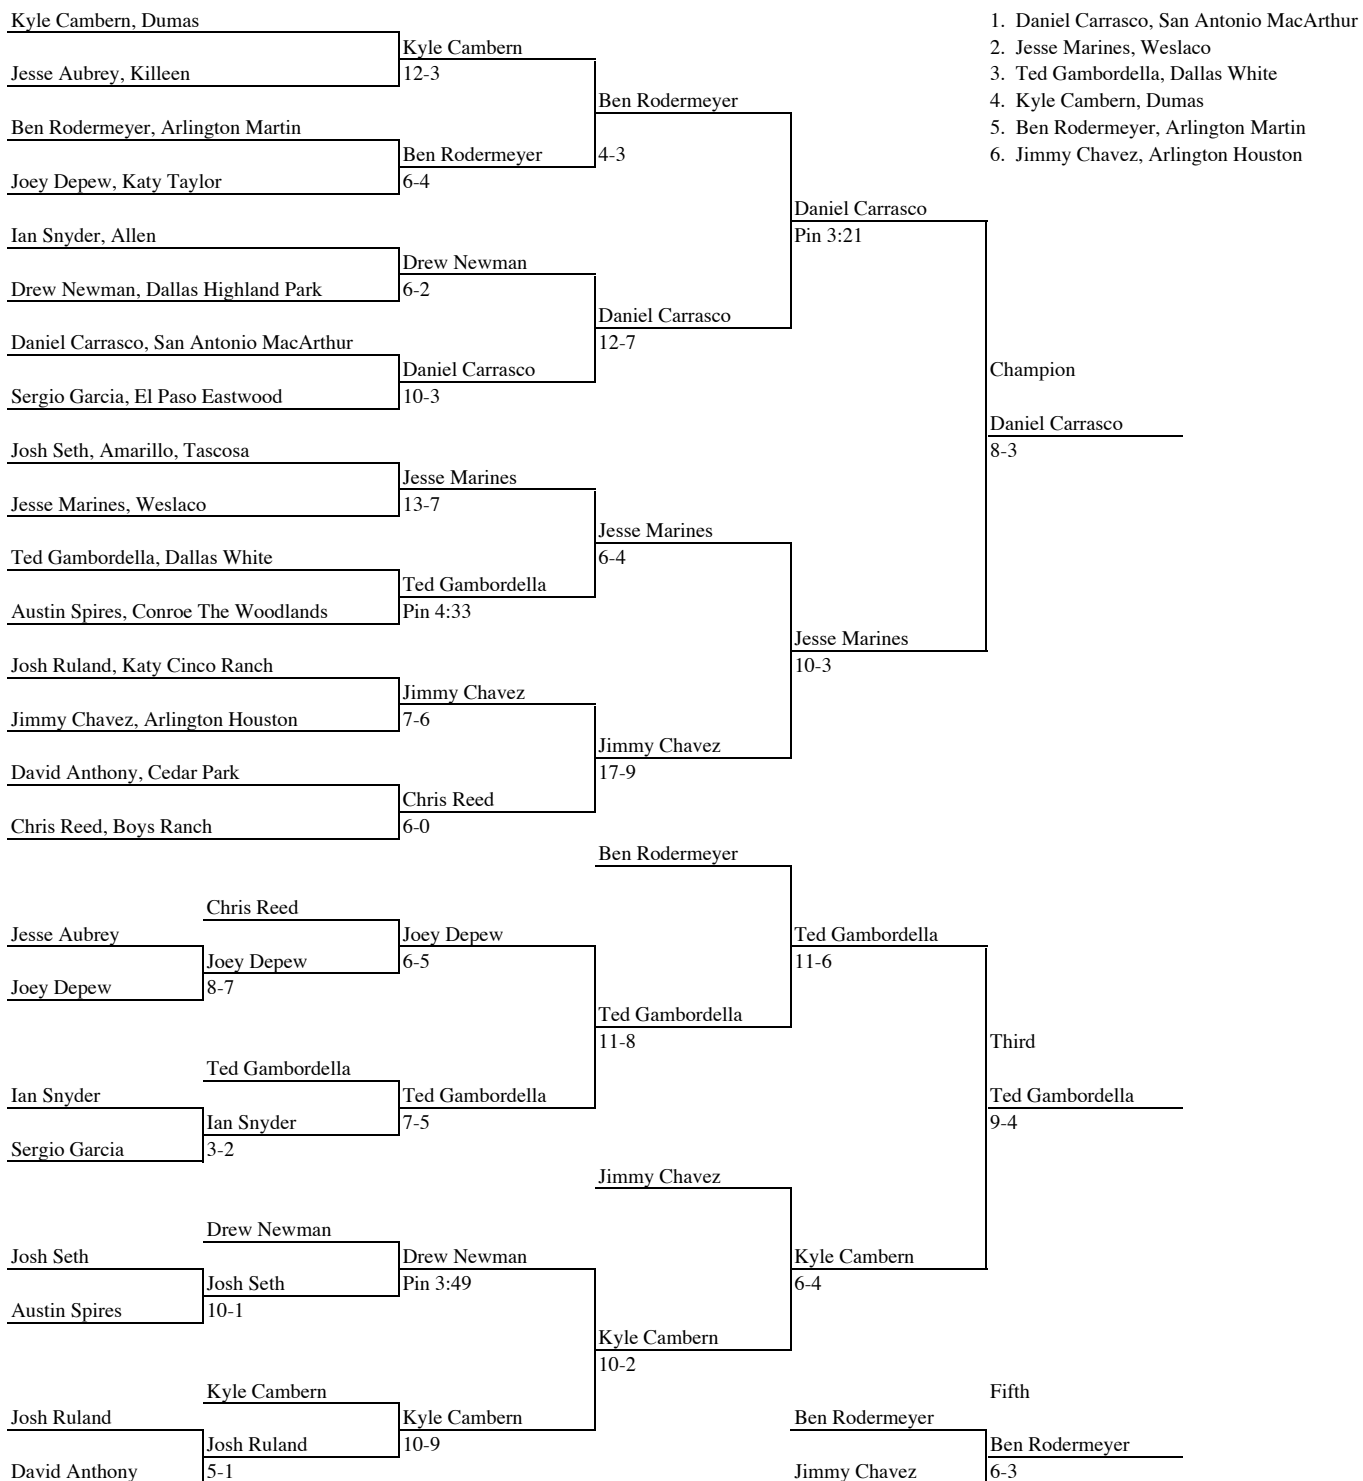 Kyle Cambern, Dumas
1. Daniel Carrasco, San Antonio MacArthur
Kyle Cambern
2. Jesse Marines, Weslaco
Jesse Aubrey, Killeen
12-3
3. Ted Gambordella, Dallas White
Ben Rodermeyer
4. Kyle Cambern, Dumas
Ben Rodermeyer, Arlington Martin
5. Ben Rodermeyer, Arlington Martin
Ben Rodermeyer
4-3
6. Jimmy Chavez, Arlington Houston
Joey Depew, Katy Taylor
6-4
Daniel Carrasco
Ian Snyder, Allen
Pin 3:21
Drew Newman
Drew Newman, Dallas Highland Park
6-2
Daniel Carrasco
Daniel Carrasco, San Antonio MacArthur
12-7
Daniel Carrasco
Champion
Sergio Garcia, El Paso Eastwood
10-3
Daniel Carrasco
Josh Seth, Amarillo, Tascosa
8-3
Jesse Marines
Jesse Marines, Weslaco
13-7
Jesse Marines
Ted Gambordella, Dallas White
6-4
Ted Gambordella
Austin Spires, Conroe The Woodlands
Pin 4:33
Jesse Marines
Josh Ruland, Katy Cinco Ranch
10-3
Jimmy Chavez
Jimmy Chavez, Arlington Houston
7-6
Jimmy Chavez
David Anthony, Cedar Park
17-9
Chris Reed
Chris Reed, Boys Ranch
6-0
Ben Rodermeyer
Chris Reed
Jesse Aubrey
Joey Depew
Ted Gambordella
Joey Depew
6-5
11-6
Joey Depew
8-7
Ted Gambordella
11-8
Third
Ted Gambordella
Ian Snyder
Ted Gambordella
Ted Gambordella
Ian Snyder
7-5
9-4
Sergio Garcia
3-2
Jimmy Chavez
Drew Newman
Josh Seth
Drew Newman
Kyle Cambern
Josh Seth
Pin 3:49
6-4
Austin Spires
10-1
Kyle Cambern
10-2
Kyle Cambern
Fifth
Josh Ruland
Kyle Cambern
Ben Rodermeyer
Josh Ruland
10-9
Ben Rodermeyer
David Anthony
5-1
Jimmy Chavez
6-3